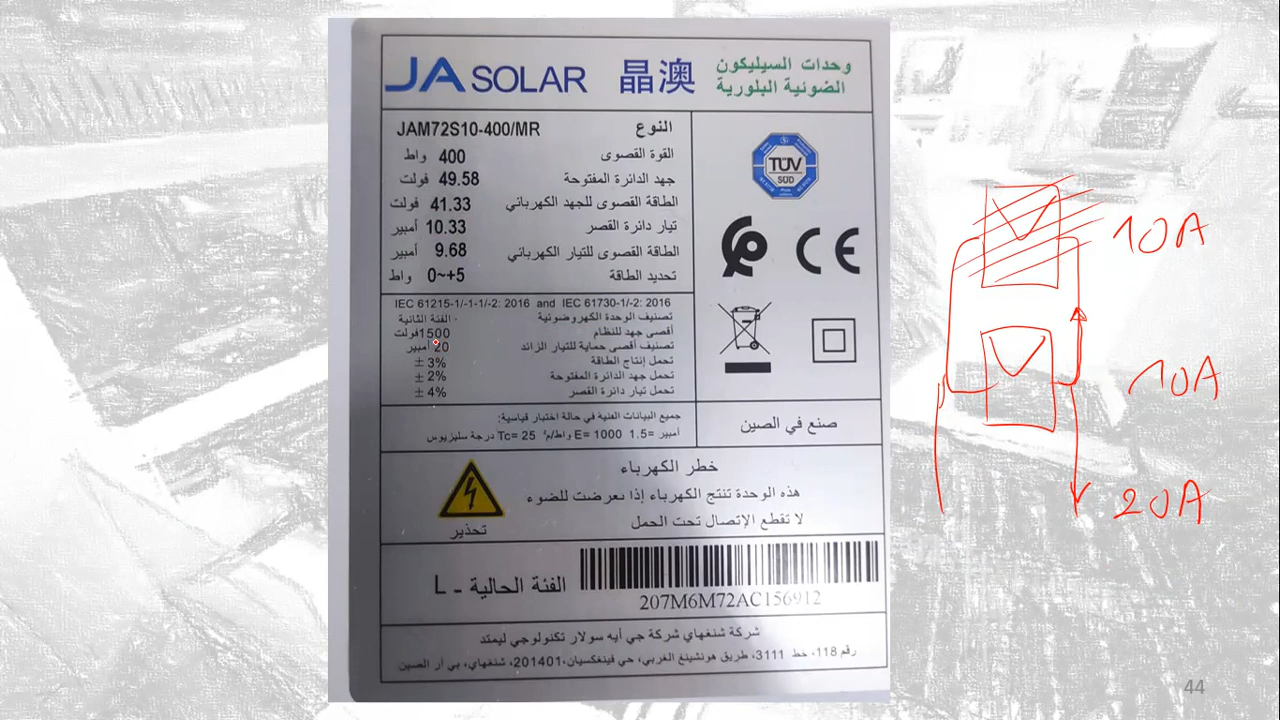 JA SOLAR 晶澳
وحدات السيليكون
الضوئية البلورية
النوع JAM72S10-400/MR
القوة القصوى 400 واط
جهد الدائرة المفتوحة 49.58 فولت
الطاقة القصوى للجهد الكهربائي 41.33 فولت
تيار دائرة القصر 10.33 أمبير
الطاقة القصوى للتيار الكهربائي 9.68 أمبير
تحديد الطاقة 0~+5 واط
IEC 61215-1/-1-1/-2: 2016 and IEC 61730-1/-2: 2016
تصنيف الوحدة الكهروضوئية الفئة الثانية
أقصى جهد للنظام 1500فولت
تصنيف أقصى حماية للتيار الزائد 20 أمبير
تحمل إنتاج الطاقة ± 3%
تحمل جهد الدائرة المفتوحة ± 2%
تحمل تيار دائرة القصر ± 4%
TÜV
SÜD
CE
جميع البيانات الفنية في حالة اختبار قياسية:
أمبير =1.5 E= 1000 واط/م² Tc= 25 درجة سليزيوس
صنع في الصين
خطر الكهرباء
هذه الوحدة تنتج الكهرباء إذا تعرضت للضوء
لا تقطع الإتصال تحت الحمل
تحذير
الفئة الحالية - L
207M6M72AC156912
شركة شنغهاي شركة جي أيه سولار تكنولوجي ليمتد
رقم 118، خط 3111، طريق هونشينغ الغربي، حي فينغكسيان،201401، شنغهاي، بي أر الصين
10A
10A
20A
44